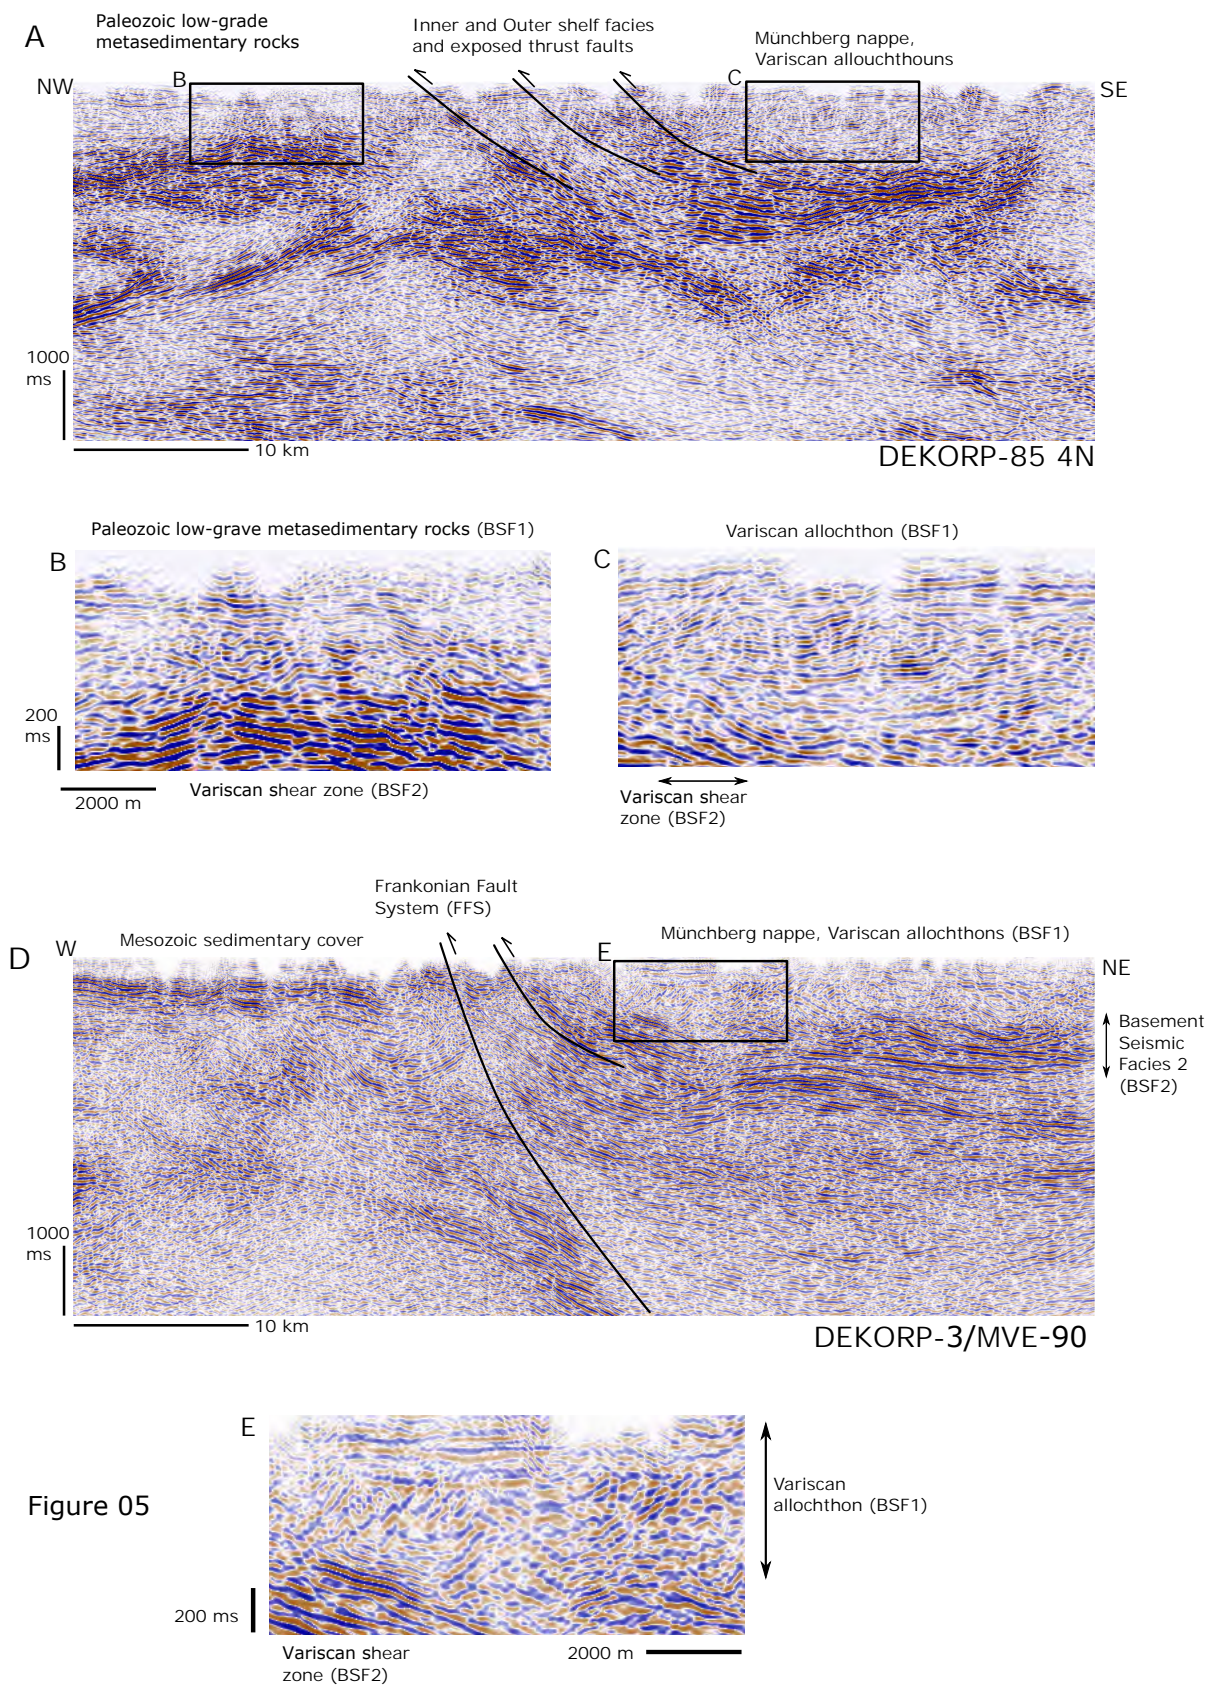 A
Paleozoic low-grade
metasedimentary rocks
Inner and Outer shelf facies
and exposed thrust faults
Münchberg nappe,
Variscan allouchthouns
NW
B
C
SE
1000
ms
10 km
DEKORP-85 4N
Paleozoic low-grave metasedimentary rocks (BSF1)
B
200
ms
2000 m
Variscan shear zone (BSF2)
Variscan allochthon (BSF1)
C
Variscan shear
zone (BSF2)
Frankonian Fault
System (FFS)
D
W
Mesozoic sedimentary cover
E
Münchberg nappe, Variscan allochthons (BSF1)
NE
Basement
Seismic
Facies 2
(BSF2)
1000
ms
10 km
DEKORP-3/MVE-90
E
Variscan
allochthon (BSF1)
Figure 05
200 ms
Variscan shear
zone (BSF2)
2000 m